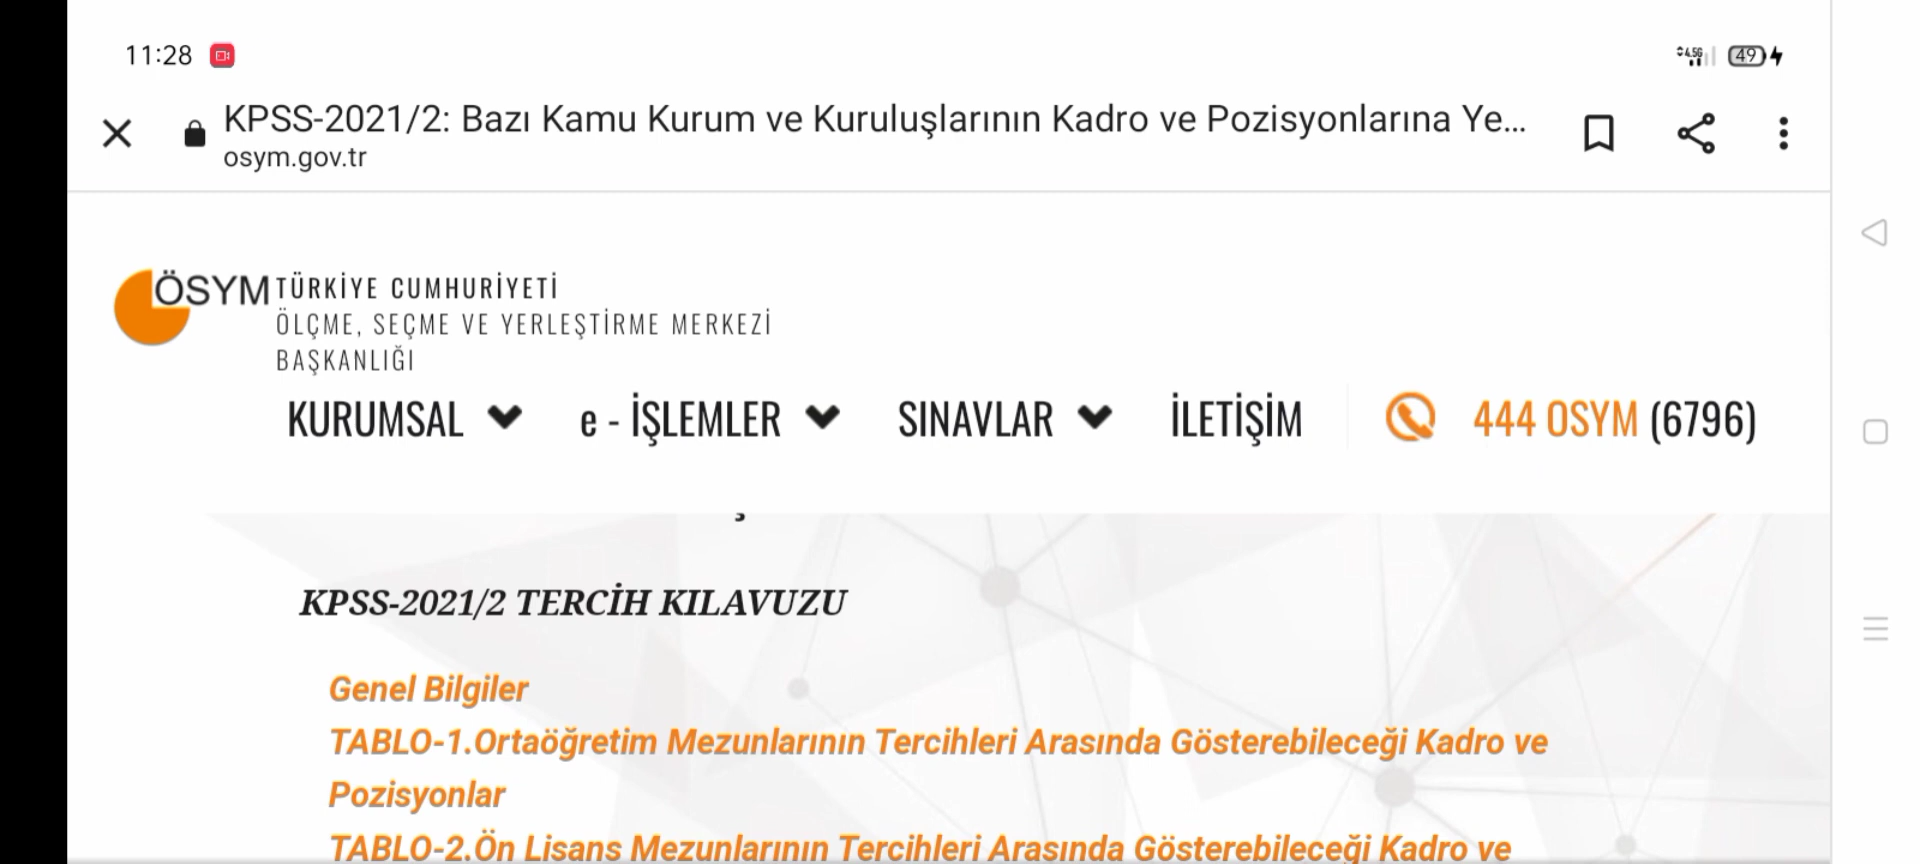 11:28
4.5G
49
KPSS-2021/2: Bazı Kamu Kurum ve Kuruluşlarının Kadro ve Pozisyonlarına Ye...
osym.gov.tr
ÖSYM
TÜRKİYE CUMHURİYETİ
ÖLÇME, SEÇME VE YERLEŞTİRME MERKEZİ
BAŞKANLIĞI
KURUMSAL e - İŞLEMLER SINAVLAR İLETİŞİM 444 OSYM (6796)
KPSS-2021/2 TERCİH KILAVUZU
Genel Bilgiler
TABLO-1.Ortaöğretim Mezunlarının Tercihleri Arasında Gösterebileceği Kadro ve
Pozisyonlar
TABLO-2.Ön Lisans Mezunlarının Tercihleri Arasında Gösterebileceği Kadro ve